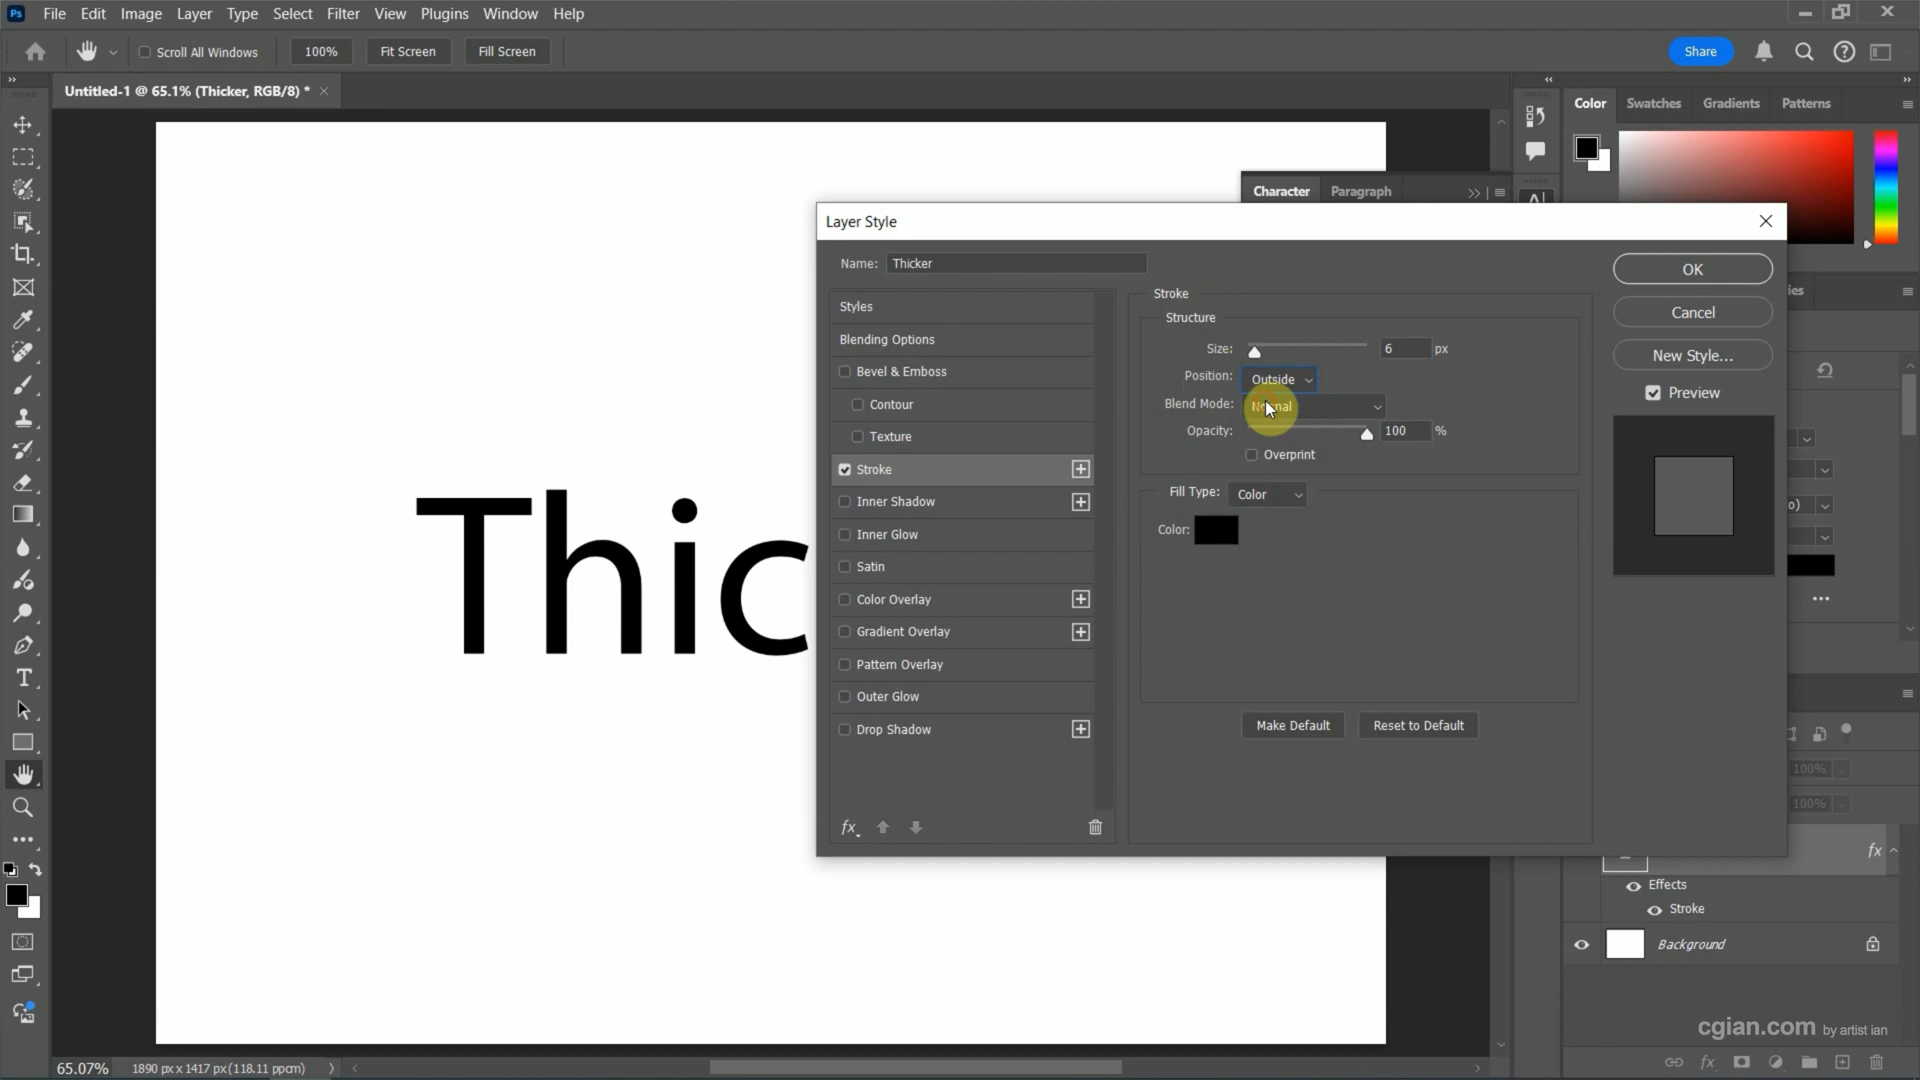 Ps File Edit Image Layer Type Select Filter View Plugins Window Help
Scroll All Windows 100% Fit Screen Fill Screen Share
Untitled-1 @ 65.1% (Thicker, RGB/8) *
Color Swatches Gradients Patterns
Character Paragraph
Layer Style
Name: Thicker
OK
Cancel
New Style...
Preview
Styles
Blending Options
Bevel & Emboss
Contour
Texture
Stroke
Inner Shadow
Inner Glow
Satin
Color Overlay
Gradient Overlay
Pattern Overlay
Outer Glow
Drop Shadow
fx
Stroke
Structure
Size: 6 px
Position: Outside
Blend Mode: Normal
Opacity: 100 %
Overprint
Fill Type: Color
Color:
Make Default Reset to Default
Thic
100%
100%
fx
Effects
Stroke
Background
cgian.com by artist ian
65.07% 1890 px x 1417 px (118.11 ppcm)
fx